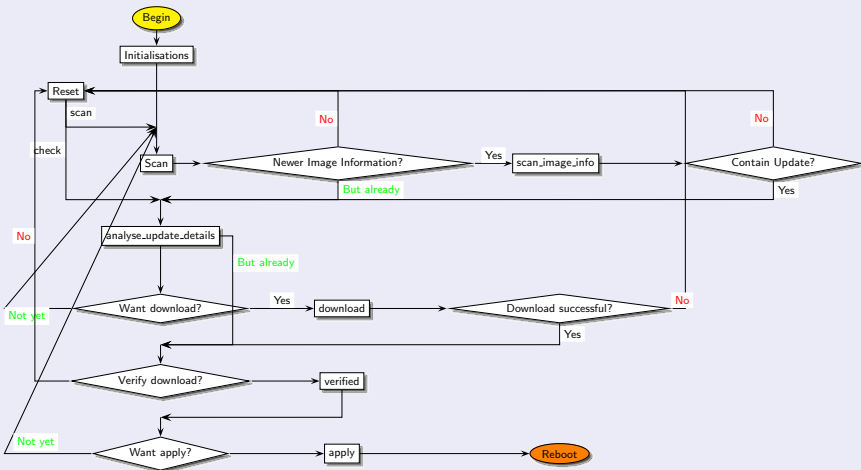 Begin
Initialisations
Reset
scan
No
No
check
Scan
Newer Image Information?
Yes
scan_image_info
Contain Update?
But already
Yes
No
analyse_update_details
But already
Not yet
Want download?
Yes
download
Download successful?
No
Yes
Verify download?
verified
Not yet
Want apply?
apply
Reboot